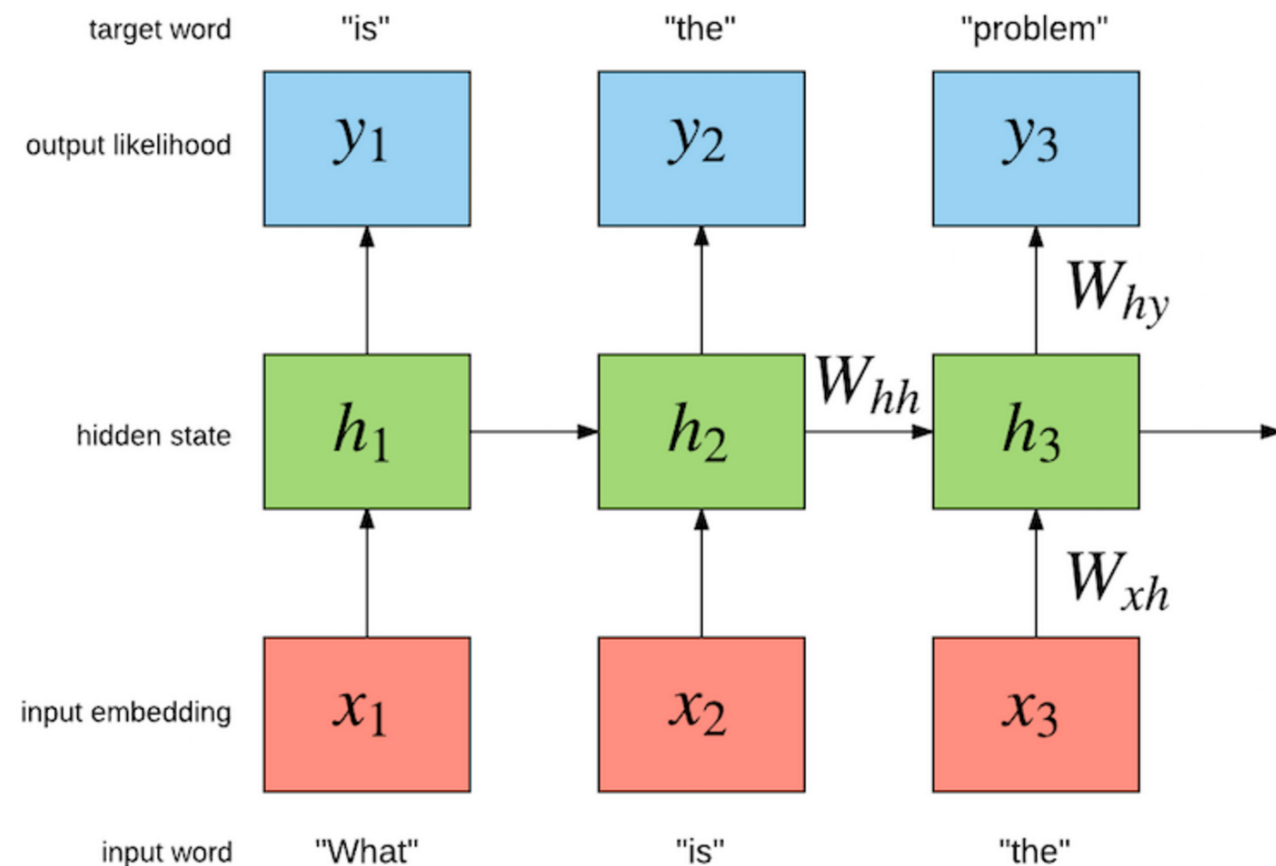 target word "is" "the" "problem"
output likelihood y₁ y₂ y₃
W_hy
W_hh
hidden state h₁ h₂ h₃
W_xh
input embedding x₁ x₂ x₃
input word "What" "is" "the"